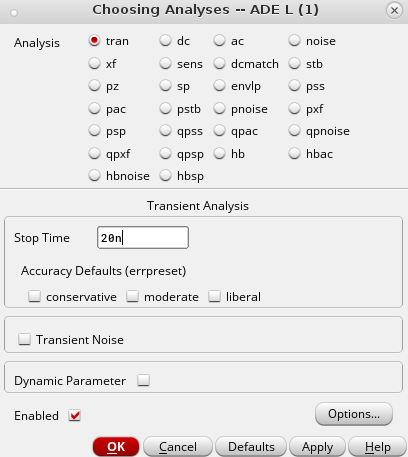 Choosing Analyses -- ADE L (1)
Analysis tran dc ac noise
xf sens dcmatch stb
pz sp envlp pss
pac pstb pnoise pxf
psp qpss qpac qpnoise
qpxf qpsp hb hbac
hbnoise hbsp
Transient Analysis
Stop Time 20n
Accuracy Defaults (errpreset)
conservative moderate liberal
Transient Noise
Dynamic Parameter
Enabled Options...
OK Cancel Defaults Apply Help